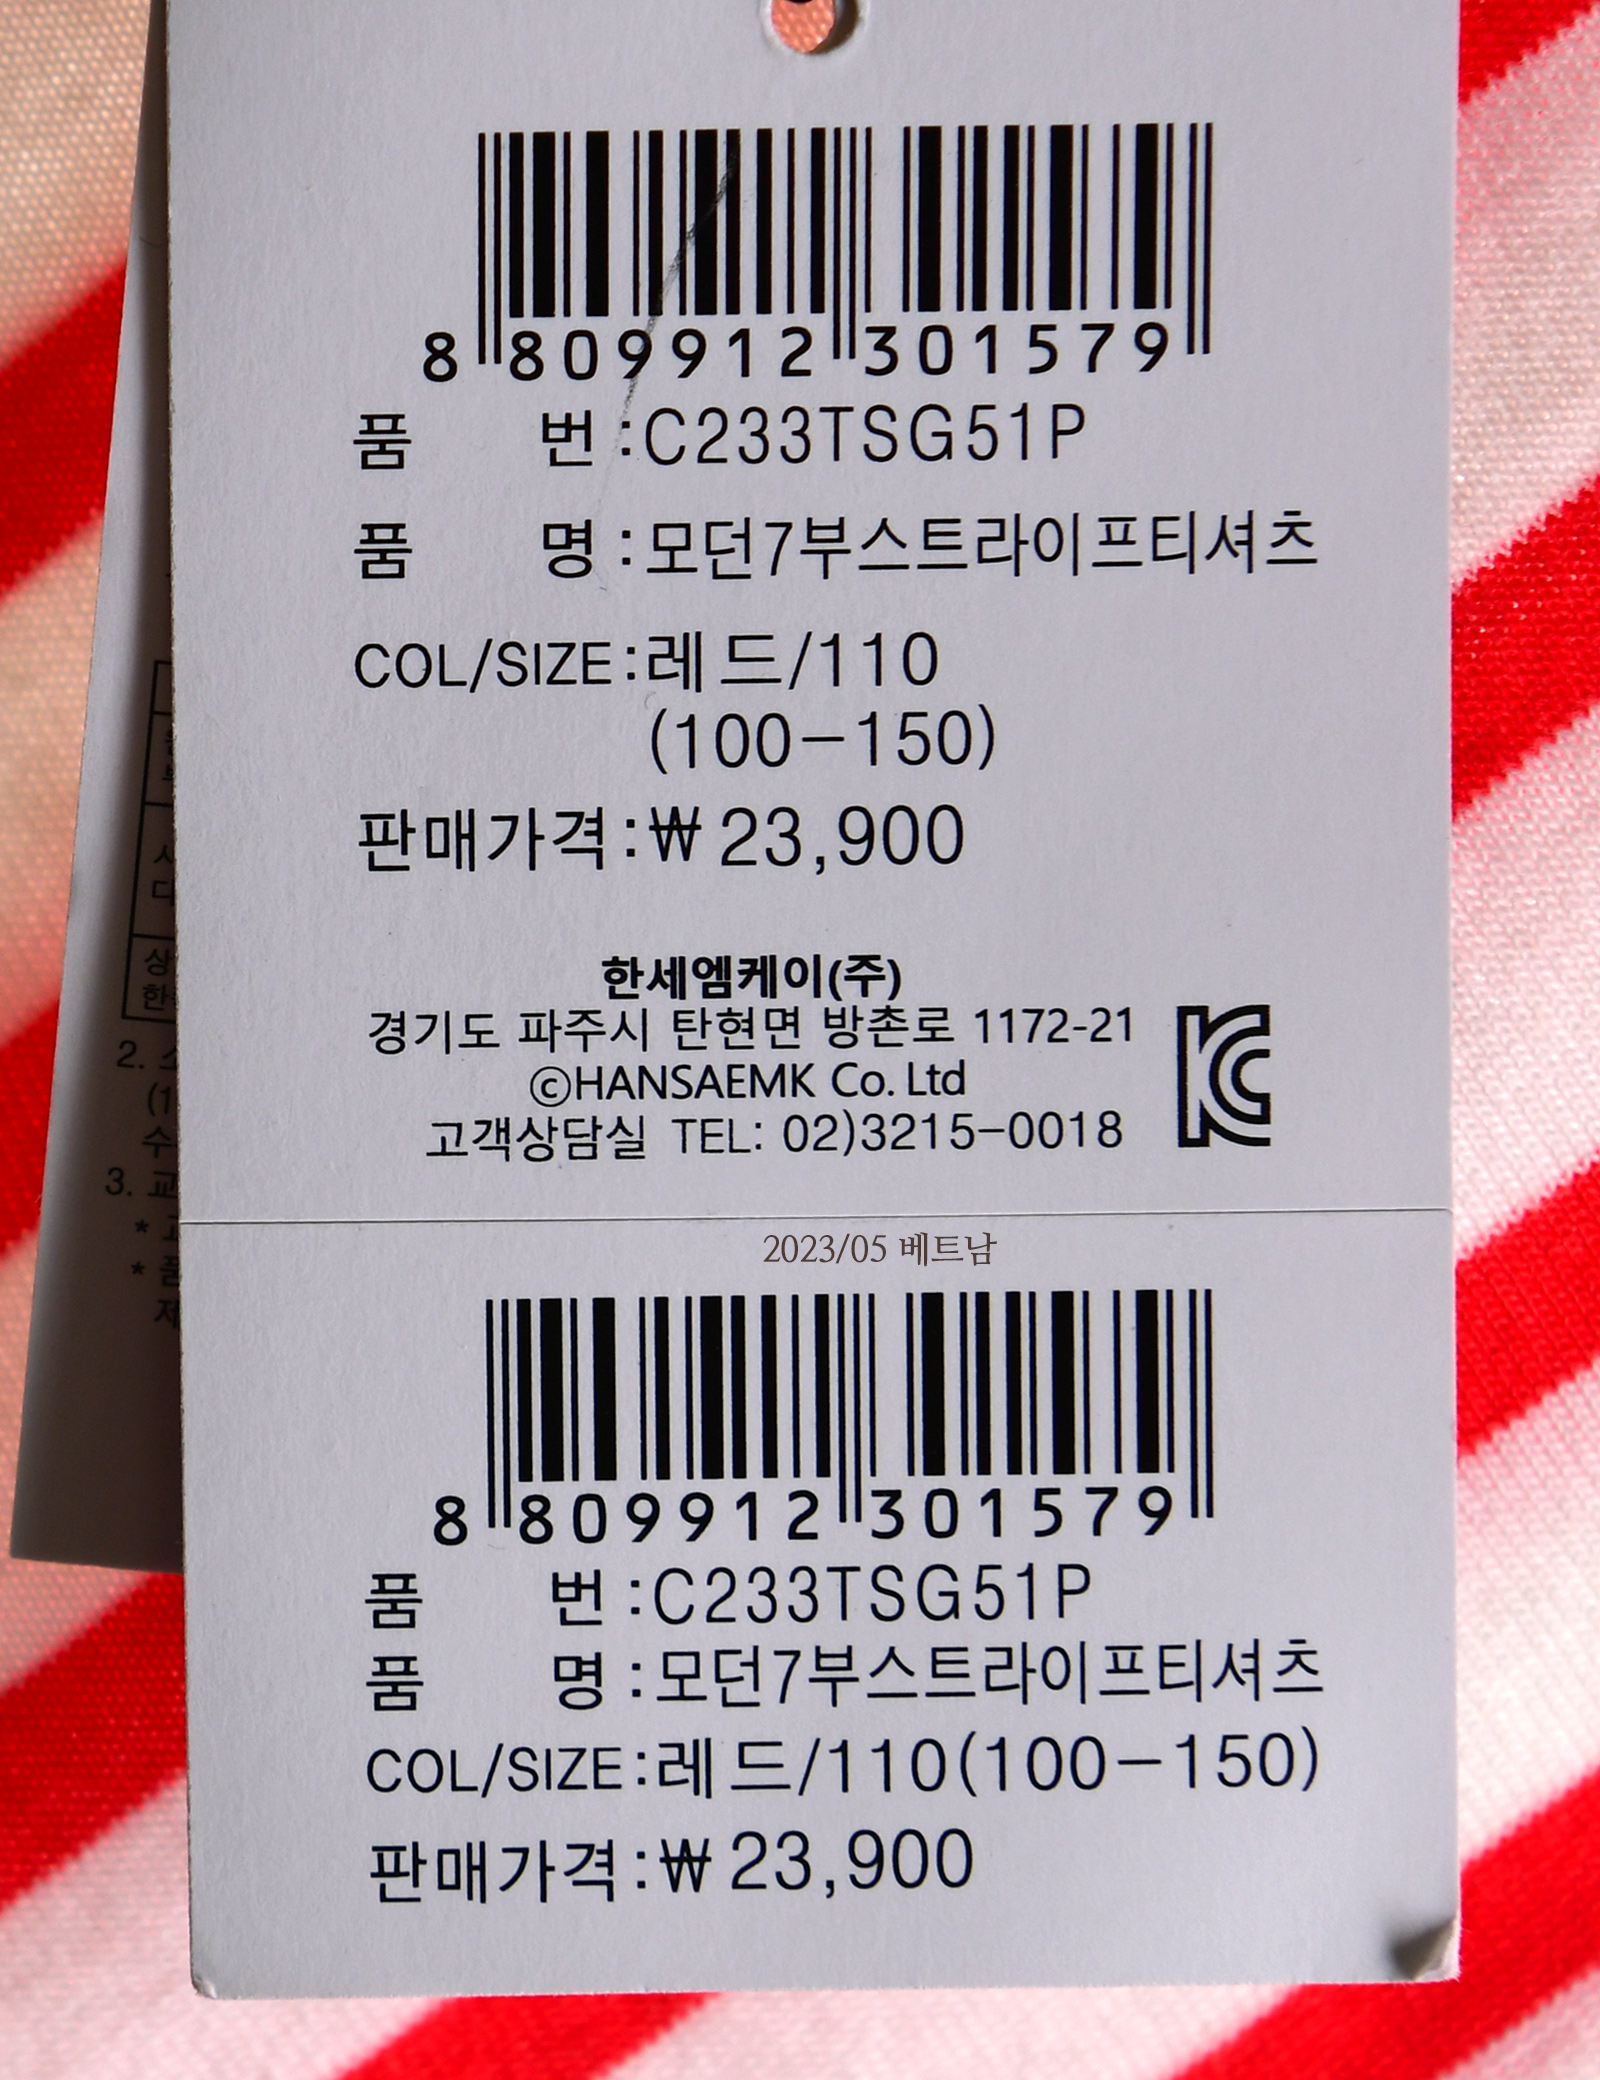 8 809912 301579
품 번 : C233TSG51P
품 명 : 모던7부스트라이프티셔츠
COL/SIZE : 레드/110
(100-150)
판매가격 : ₩ 23,900
한세엠케이(주)
경기도 파주시 탄현면 방촌로 1172-21
©HANSAEMK Co. Ltd
고객상담실 TEL: 02)3215-0018
2023/05 베트남
8 809912 301579
품 번 : C233TSG51P
품 명 : 모던7부스트라이프티셔츠
COL/SIZE : 레드/110(100-150)
판매가격 : ₩ 23,900